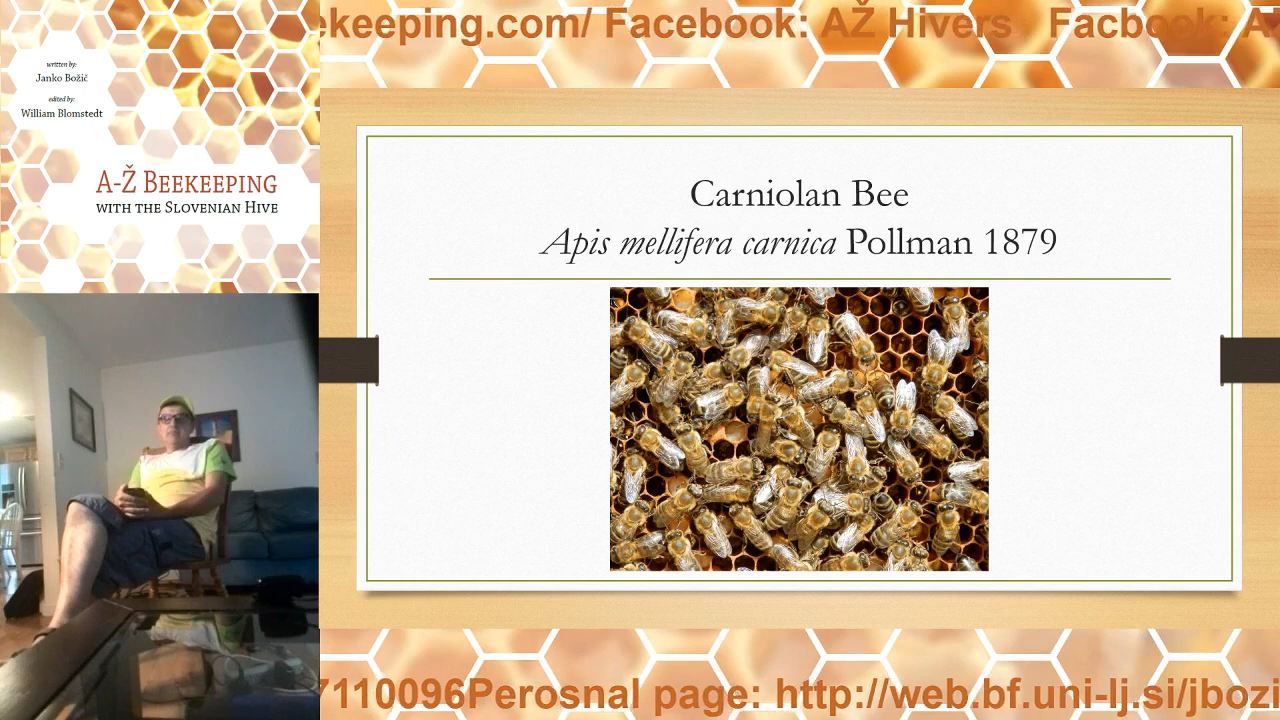 written by:
Janko Božič
edited by:
William Blomstedt
A-Ž Beekeeping
with the Slovenian Hive
ekeeping.com/ Facebook: AŽ Hivers Facbook: A
Carniolan Bee
Apis mellifera carnica Pollman 1879
7110096Perosnal page: http://web.bf.uni-lj.si/jbozi